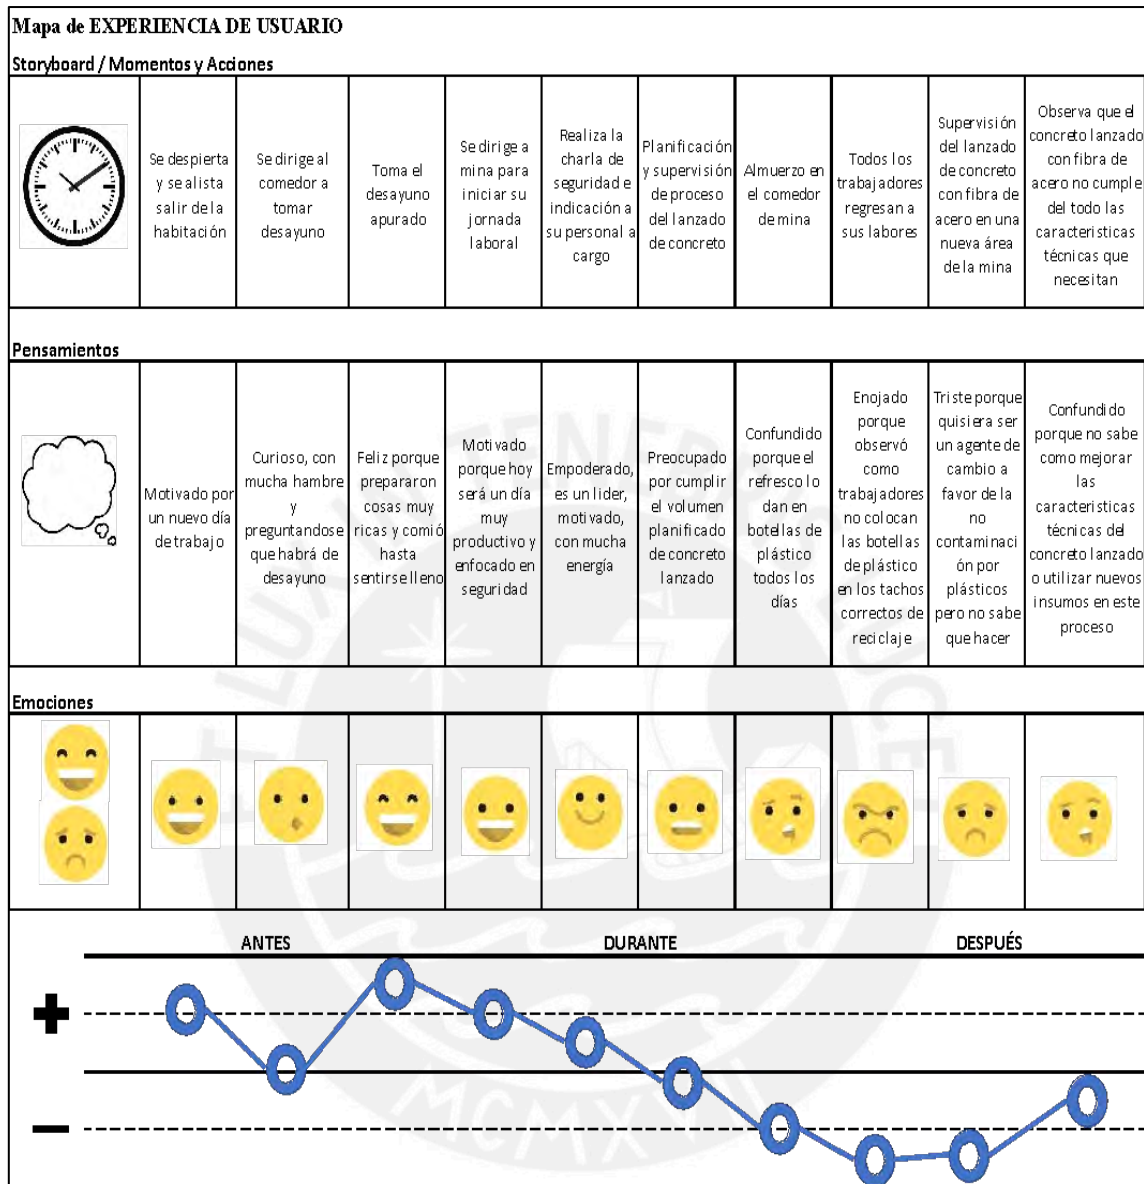 Mapa de EXPERIENCIA DE USUARIO
Storyboard / Momentos y Acciones
Se despierta
y se alista
salir de la
habitación
Se dirige al
comedor a
tomar
desayuno
Toma el
desayuno
apurado
Se dirige a
mina para
iniciar su
jornada
laboral
Realiza la
charla de
seguridad e
indicación a
su personal a
cargo
Planificación
y supervisión
de proceso
del lanzado
de concreto
Almuerzo en
el comedor
de mina
Todos los
trabajadores
regresan a
sus labores
Supervisión
del lanzado
de concreto
con fibra de
acero en una
nueva área
de la mina
Observa que el
concreto lanzado
con fibra de
acero no cumple
del todo las
caracteristicas
técnicas que
necesitan
Pensamientos
Motivado por
un nuevo día
de trabajo
Curioso, con
mucha hambre
y
preguntandose
que habrá de
desayuno
Feliz porque
prepararon
cosas muy
ricas y comió
hasta
sentirse lleno
Motivado
porque hoy
será un día
muy
productivo y
enfocado en
seguridad
Empoderado,
es un lider,
motivado,
con mucha
energía
Preocupado
por cumplir
el volumen
planificado
de concreto
lanzado
Confundido
porque el
refresco lo
dan en
botellas de
plástico
todos los
días
Enojado
porque
observó
como
trabajadores
no colocan
las botellas
de plástico
en los tachos
correctos de
reciclaje
Triste porque
quisiera ser
un agente de
cambio a
favor de la
no
contaminaci
ón por
plásticos
pero no sabe
que hacer
Confundido
porque no sabe
como mejorar
las
caracteristicas
técnicas del
concreto lanzado
o utilizar nuevos
insumos en este
proceso
Emociones
ANTES
DURANTE
DESPUÉS
+
−
ET LUX IN TENEBRIS LUCET